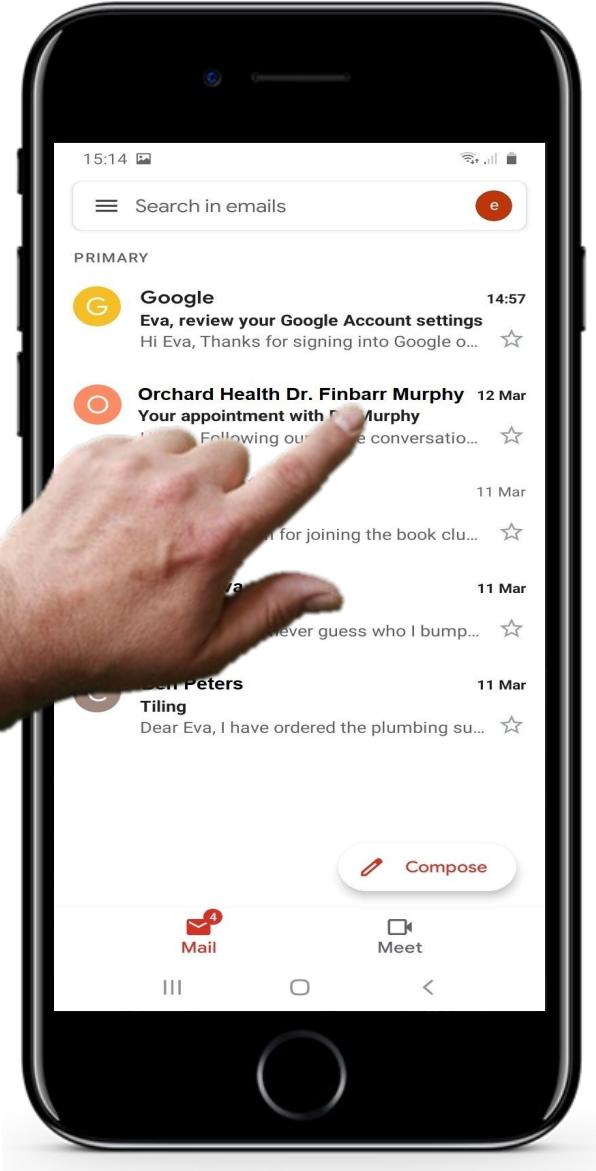 15:14
Search in emails
e
PRIMARY
G
Google
14:57
Eva, review your Google Account settings
Hi Eva, Thanks for signing into Google o...
O
Orchard Health Dr. Finbarr Murphy
12 Mar
Your appointment with Murphy
Following conversatio...
11 Mar
for joining the book clu...
11 Mar
never guess who I bump...
Ben Peters
11 Mar
Tiling
Dear Eva, I have ordered the plumbing su...
Compose
4
Mail
Meet